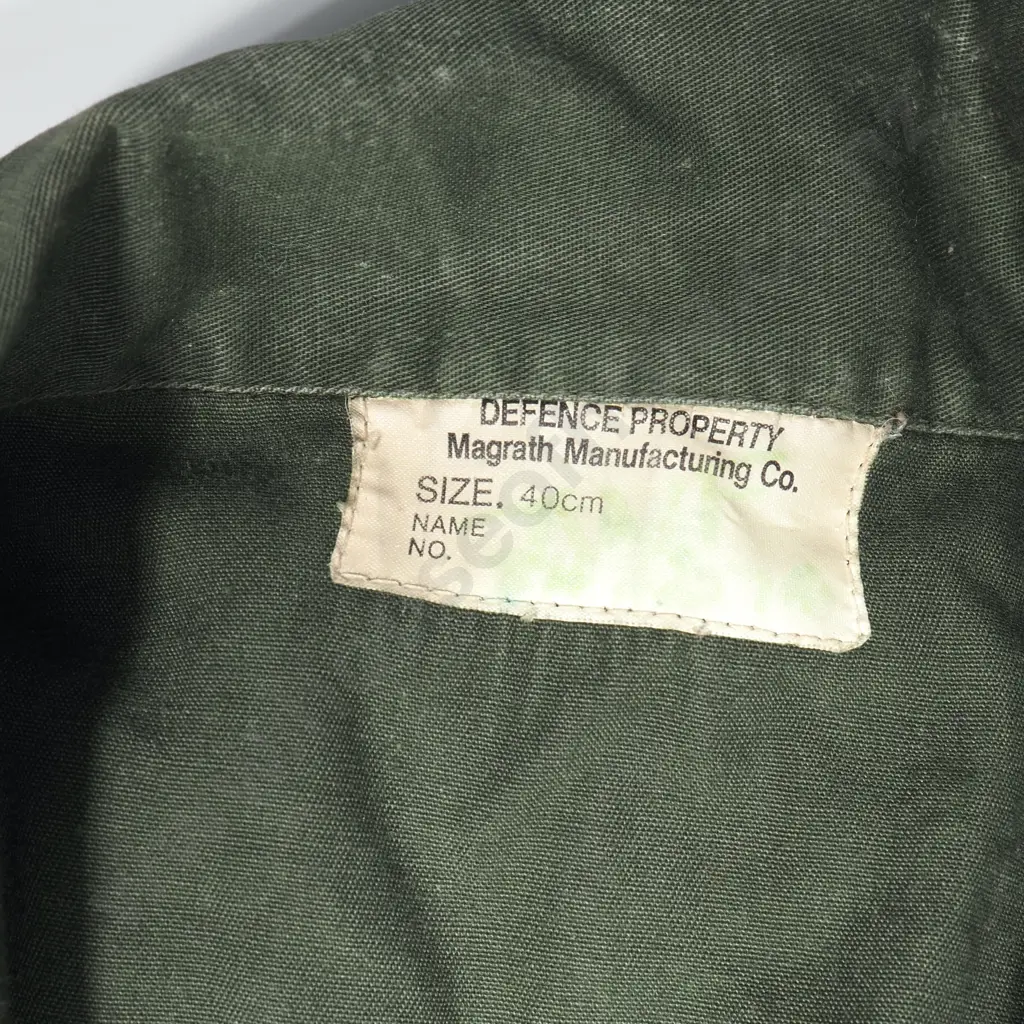 DEFENCE PROPERTY
Magrath Manufacturing Co.
SIZE. 40cm
NAME
NO.